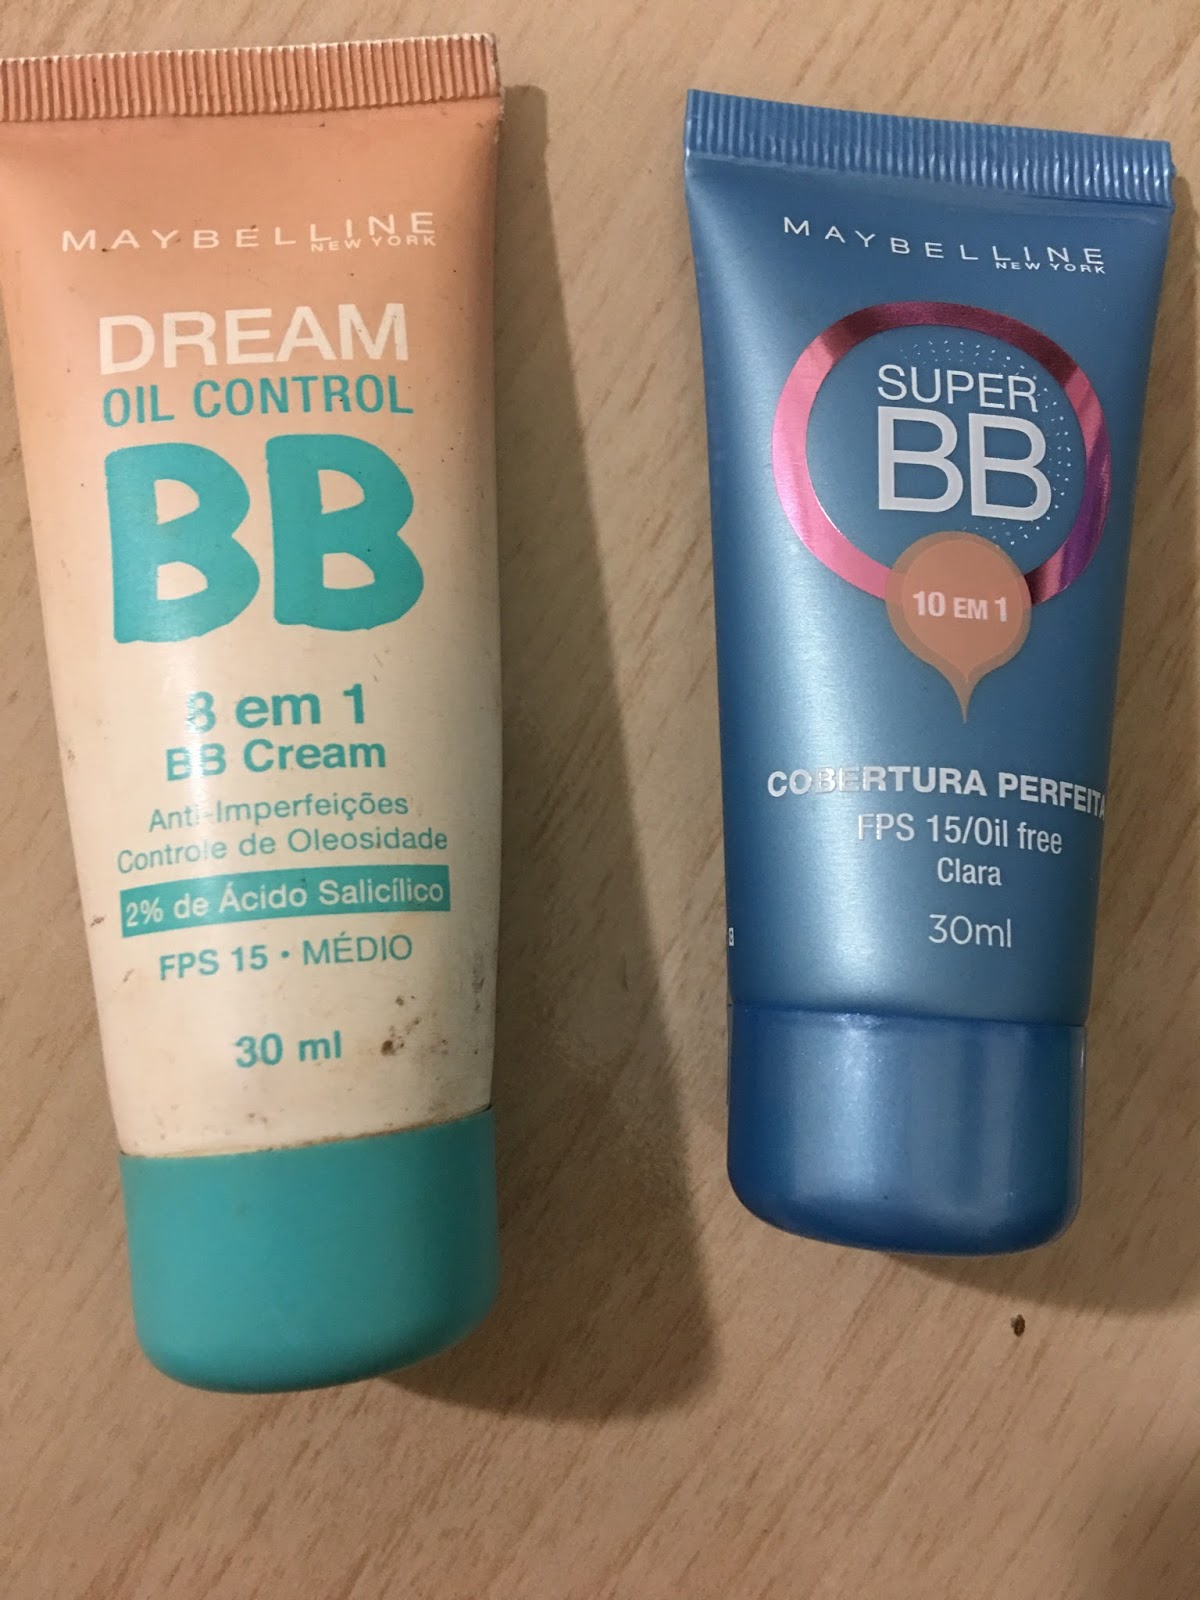 MAYBELLINE
NEW YORK
DREAM
OIL CONTROL
BB
8 em 1
BB Cream
Anti-Imperfeições
Controle de Oleosidade
2% de Ácido Salicílico
FPS 15 • MÉDIO
30 ml
MAYBELLINE
NEW YORK
SUPER
BB
10 EM 1
COBERTURA PERFEITA
FPS 15/Oil free
Clara
30ml